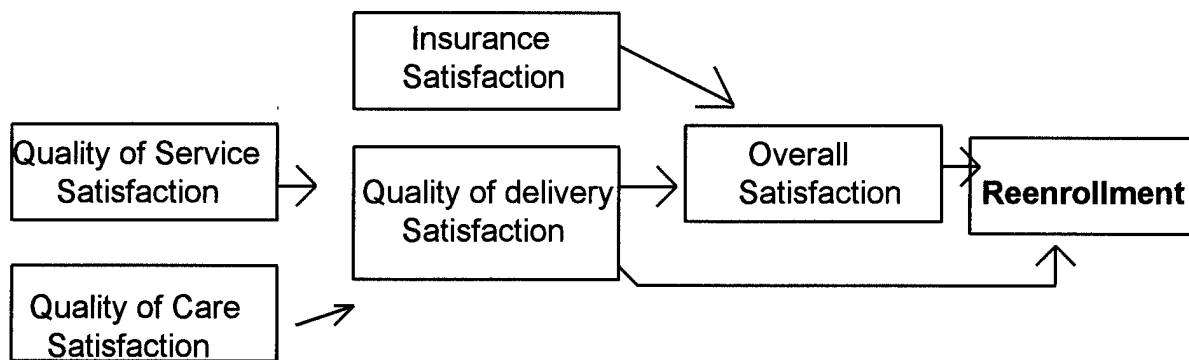 Insurance
Satisfaction
Quality of Service
Satisfaction
Quality of delivery
Satisfaction
Overall
Satisfaction
Reenrollment
Quality of Care
Satisfaction